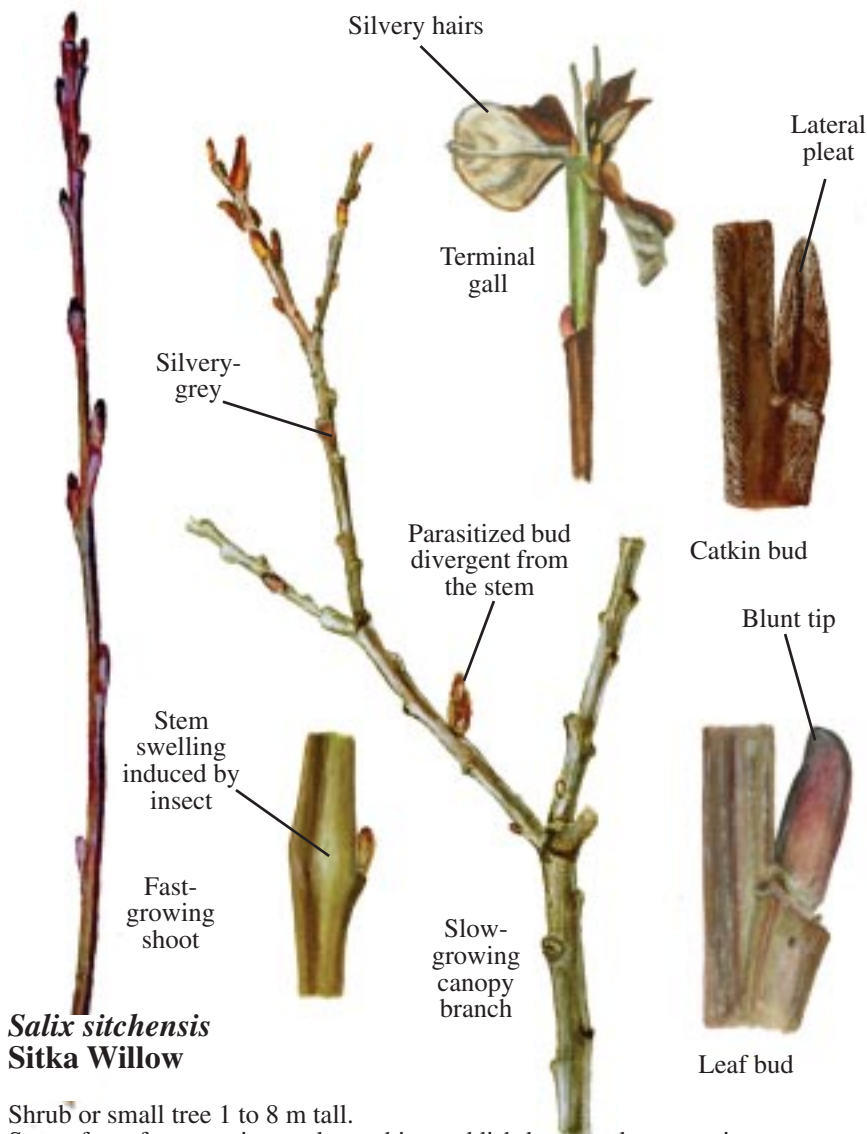 Silvery hairs
Lateral
pleat
Terminal
gall
Silvery-
grey
Parasitized bud
divergent from
the stem
Catkin bud
Blunt tip
Stem
swelling
induced by
insect
Fast-
growing
shoot
Slow-
growing
canopy
branch
Leaf bud
Salix sitchensis
Sitka Willow
Shrub or small tree 1 to 8 m tall.